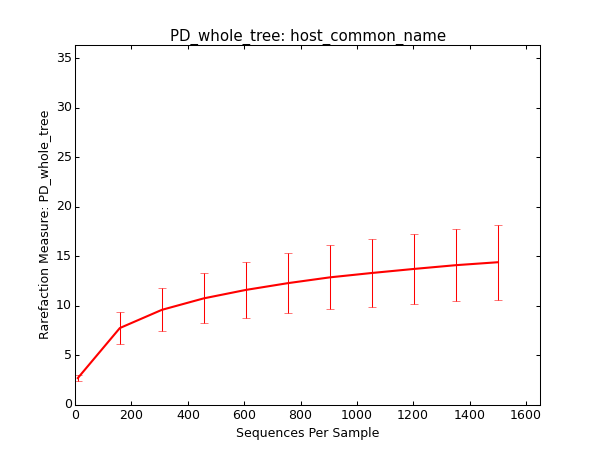 PD_whole_tree: host_common_name
35
30
25
20
15
10
5
0
Rarefaction Measure: PD_whole_tree
0 200 400 600 800 1000 1200 1400 1600
Sequences Per Sample